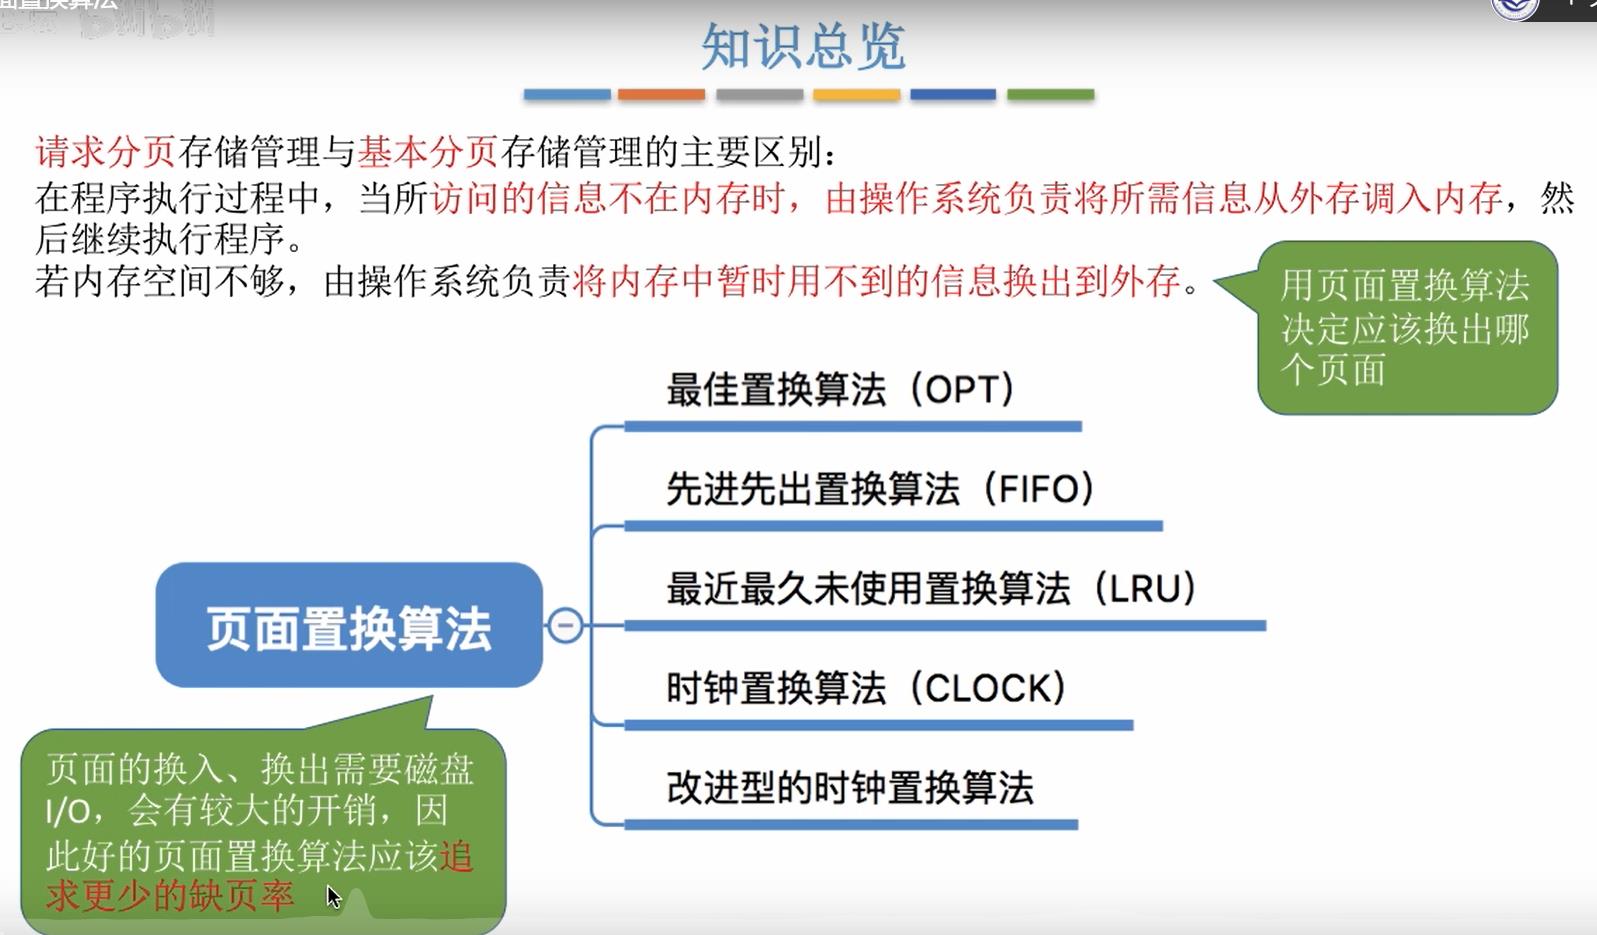 面置换算法
知识总览
请求分页存储管理与基本分页存储管理的主要区别：
在程序执行过程中，当所访问的信息不在内存时，由操作系统负责将所需信息从外存调入内存，然
后继续执行程序。
若内存空间不够，由操作系统负责将内存中暂时用不到的信息换出到外存。
用页面置换算法
决定应该换出哪
个页面
最佳置换算法（OPT）
先进先出置换算法（FIFO）
最近最久未使用置换算法（LRU）
页面置换算法
时钟置换算法（CLOCK）
改进型的时钟置换算法
页面的换入、换出需要磁盘
I/O，会有较大的开销，因
此好的页面置换算法应该追
求更少的缺页率